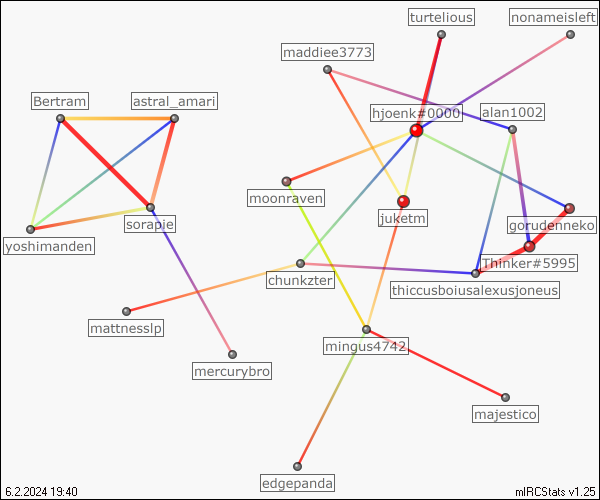 turtelious
nonameisleft
maddiee3773
Bertram
astral_amari
hjoenk#0000
alan1002
moonraven
juketm
gorudenneko
yoshimanden
sorapie
Thinker#5995
chunkzter
thiccusboiusalexusjoneus
mattnesslp
mingus4742
mercurybro
majestico
edgepanda
6.2.2024 19:40
mIRCStats v1.25